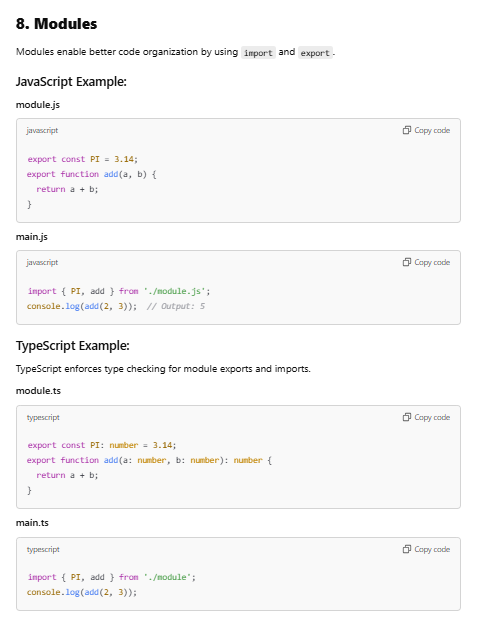 8. Modules
Modules enable better code organization by using import and export.
JavaScript Example:
module.js
javascript
Copy code
export const PI = 3.14;
export function add(a, b) {
  return a + b;
}
main.js
javascript
Copy code
import { PI, add } from './module.js';
console.log(add(2, 3));  // Output: 5
TypeScript Example:
TypeScript enforces type checking for module exports and imports.
module.ts
typescript
Copy code
export const PI: number = 3.14;
export function add(a: number, b: number): number {
  return a + b;
}
main.ts
typescript
Copy code
import { PI, add } from './module';
console.log(add(2, 3));